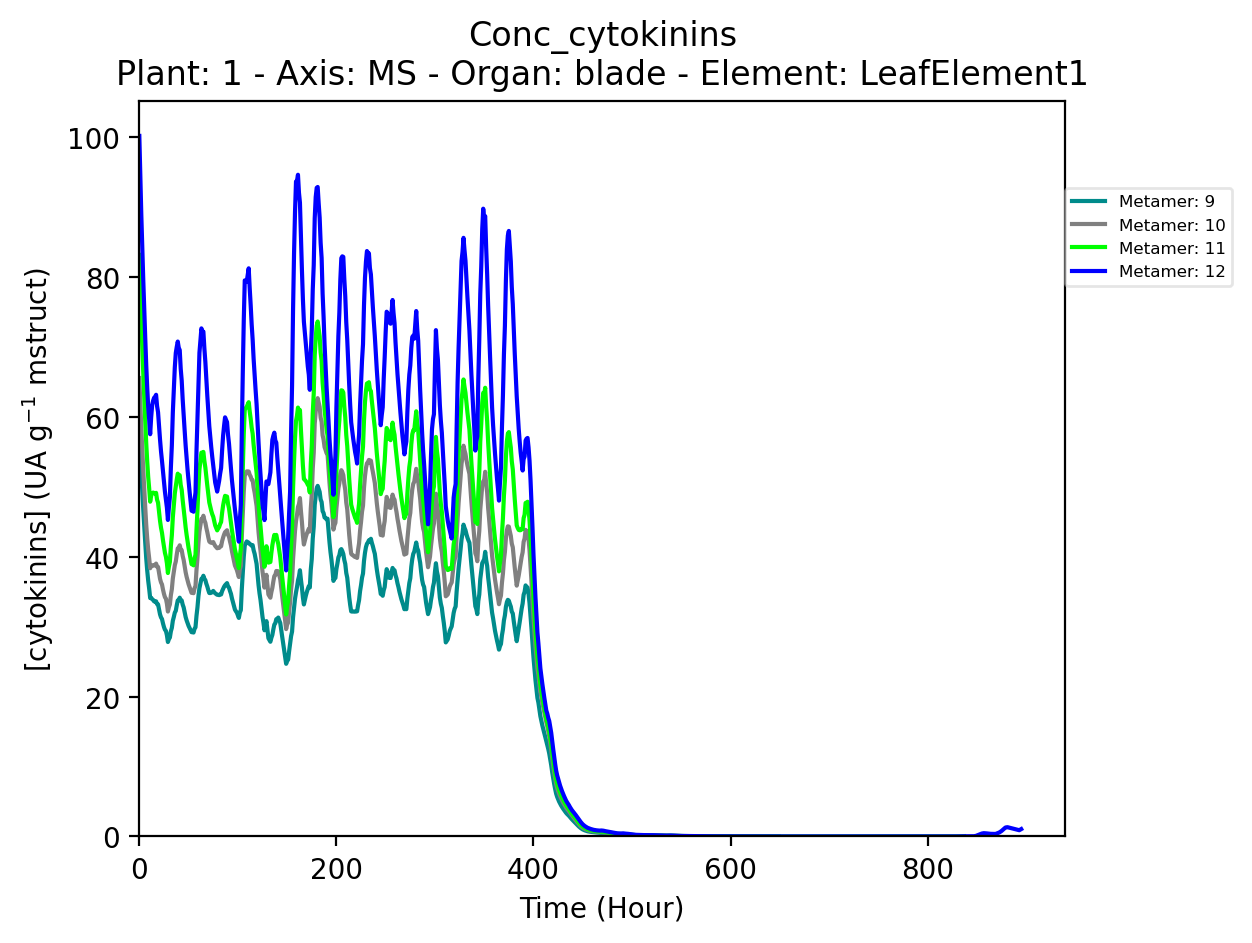 Conc_cytokinins
Plant: 1 - Axis: MS - Organ: blade - Element: LeafElement1
100
80
60
40
20
0
[cytokinins] (UA g⁻¹ mstruct)
0 200 400 600 800
Time (Hour)
Metamer: 9
Metamer: 10
Metamer: 11
Metamer: 12